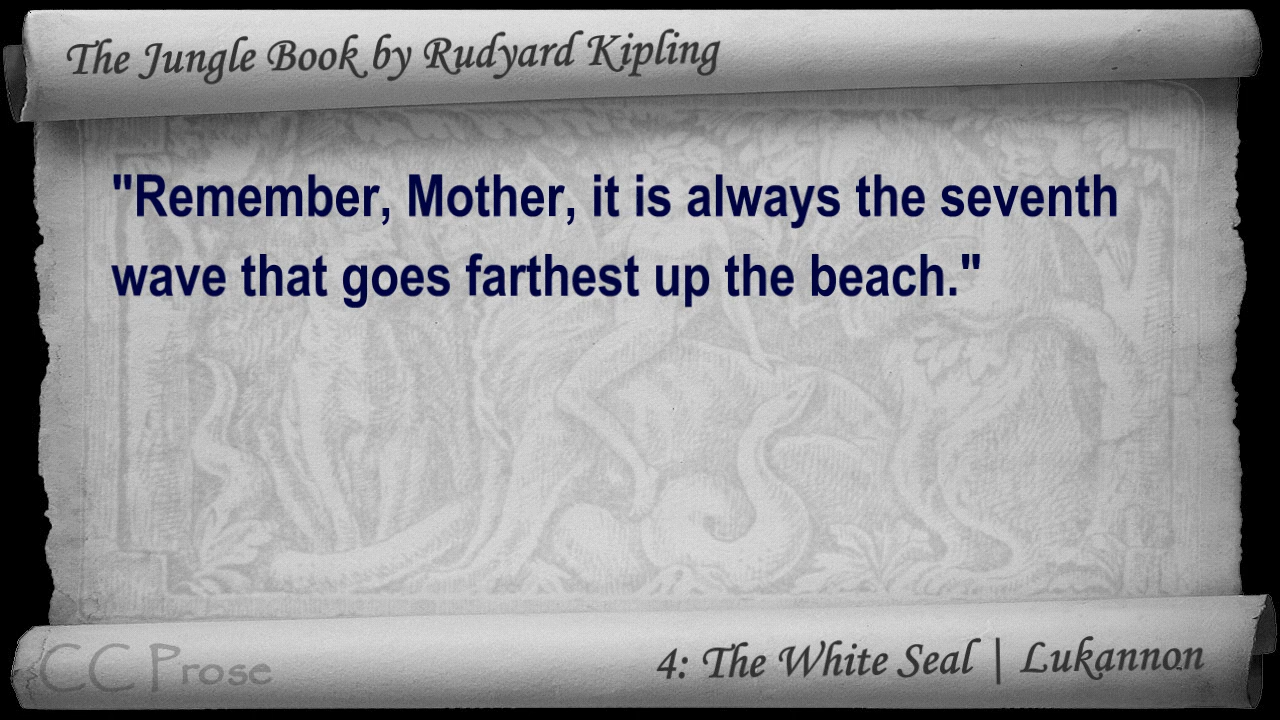 The Jungle Book by Rudyard Kipling
"Remember, Mother, it is always the seventh
wave that goes farthest up the beach."
CC Prose
4: The White Seal | Lukannon